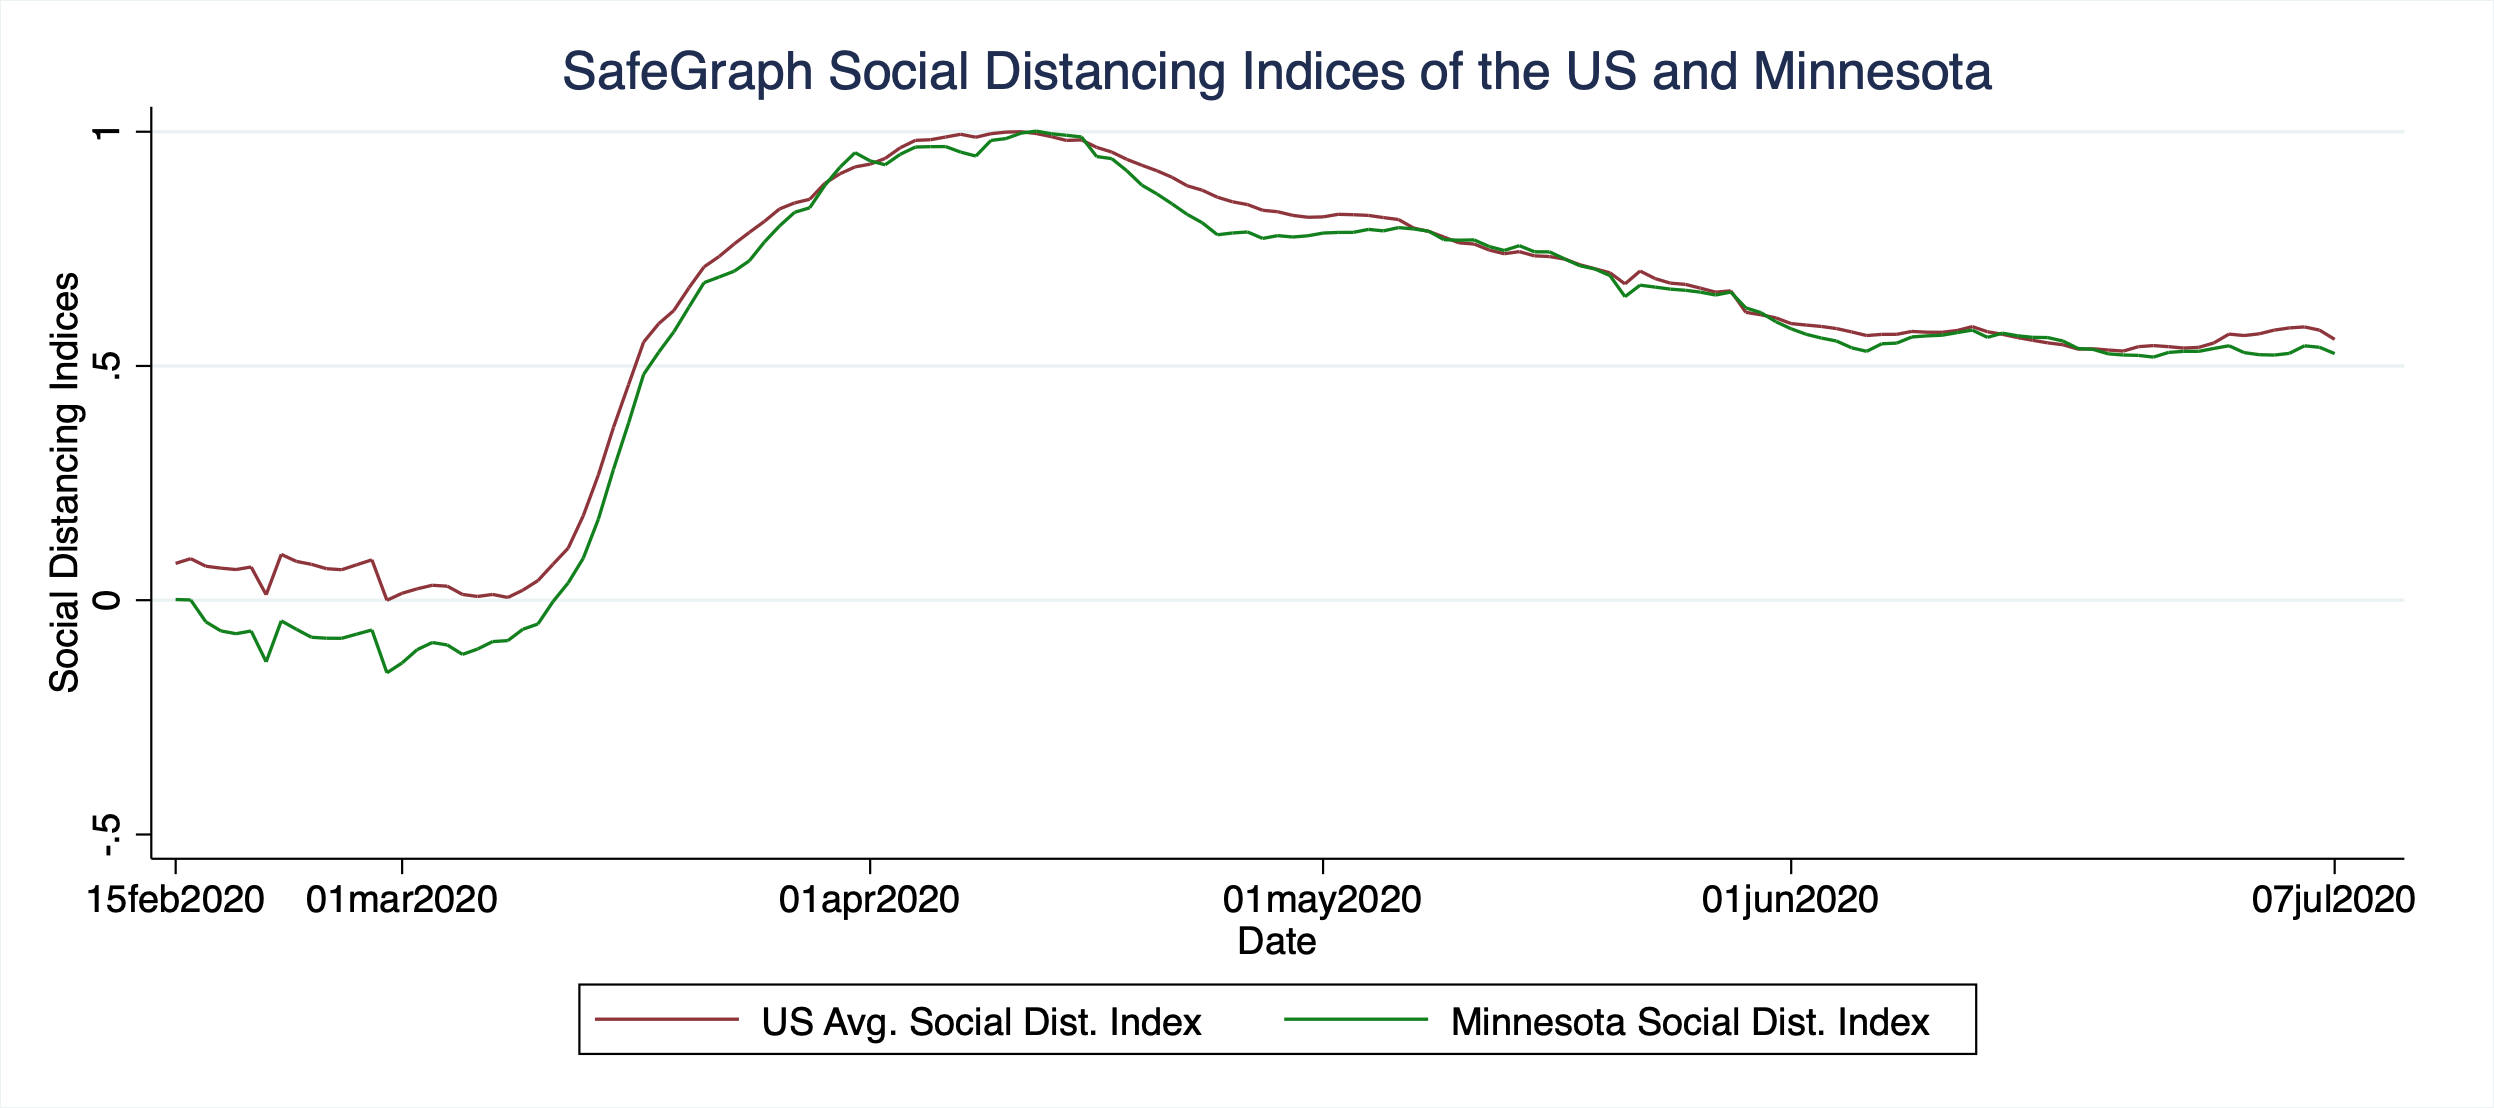 SafeGraph Social Distancing Indices of the US and Minnesota
Social Distancing Indices
1
.5
0
-.5
15feb2020 01mar2020 01apr2020 01may2020 01jun2020 07jul2020
Date
US Avg. Social Dist. Index Minnesota Social Dist. Index